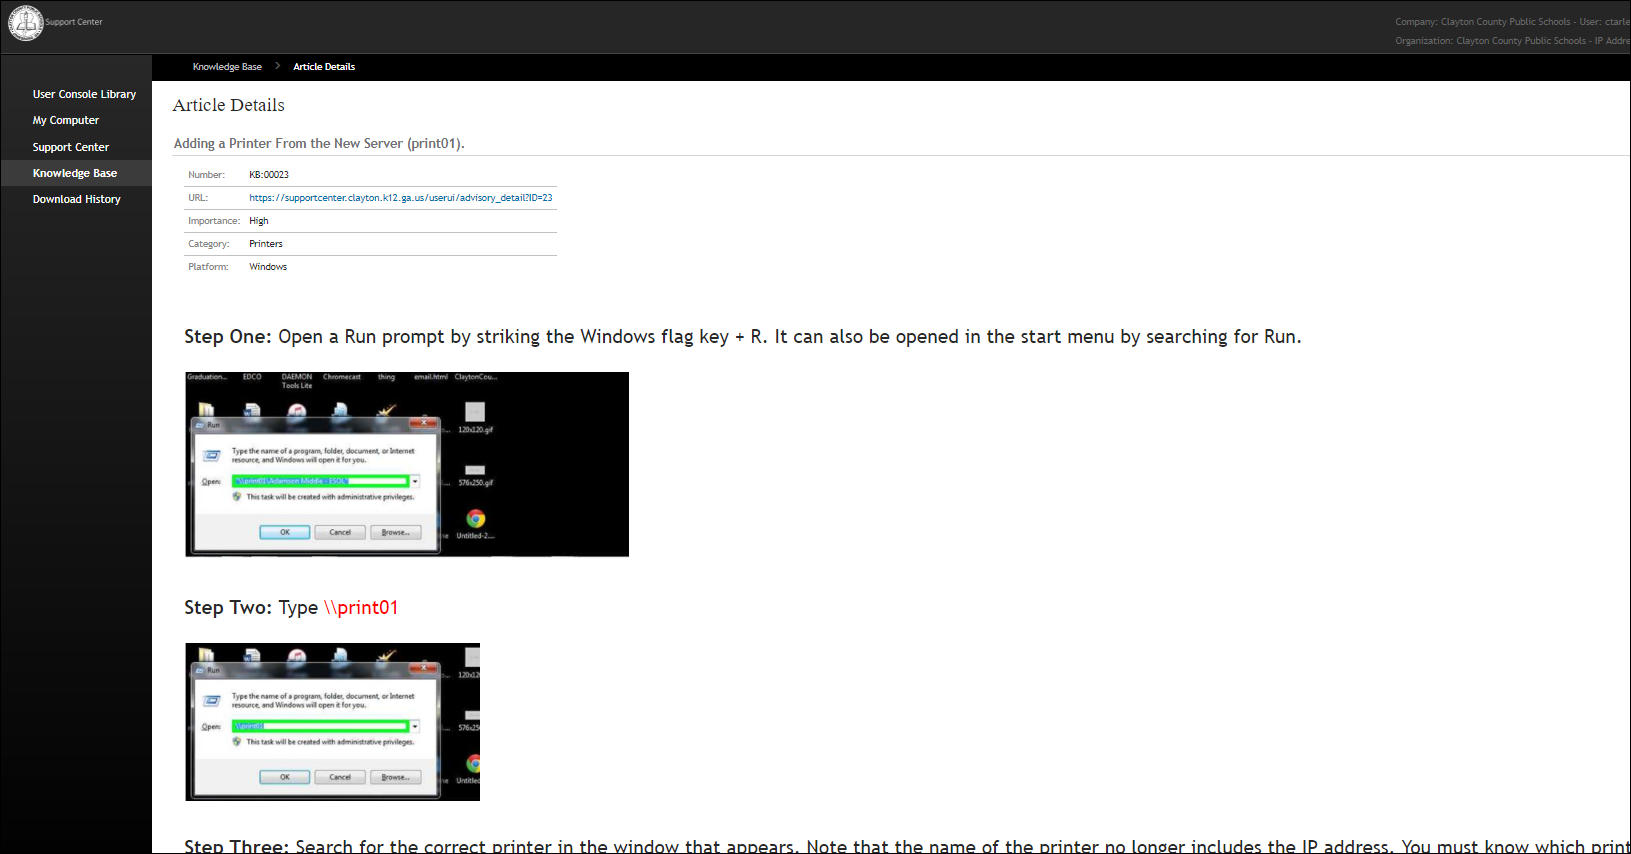 Support Center
Company: Clayton County Public Schools - User: ctarle
Organization: Clayton County Public Schools - IP Addre
Knowledge Base > Article Details
User Console Library
My Computer
Support Center
Knowledge Base
Download History
Article Details
Adding a Printer From the New Server (print01).
Number: KB:00023
URL: https://supportcenter.clayton.k12.ga.us/userui/advisory_detail?ID=23
Importance: High
Category: Printers
Platform: Windows
Step One: Open a Run prompt by striking the Windows flag key + R. It can also be opened in the start menu by searching for Run.
Graduation... EDCO DAEMON Tools Lite Chromecast thing email.html ClaytonCou...
Run
120x120.gif
Type the name of a program, folder, document, or Internet
resource, and Windows will open it for you.
Open: \\print01\Adamson Middle - ESOL
576x250.gif
This task will be created with administrative privileges.
OK Cancel Browse...
Untitled-2...
Step Two: Type \\print01
Run
120x12
Type the name of a program, folder, document, or Internet
resource, and Windows will open it for you.
Open: \\print01
576x25
This task will be created with administrative privileges.
OK Cancel Browse...
Untitle
Step Three: Search for the correct printer in the window that appears. Note that the name of the printer no longer includes the IP address. You must know which print